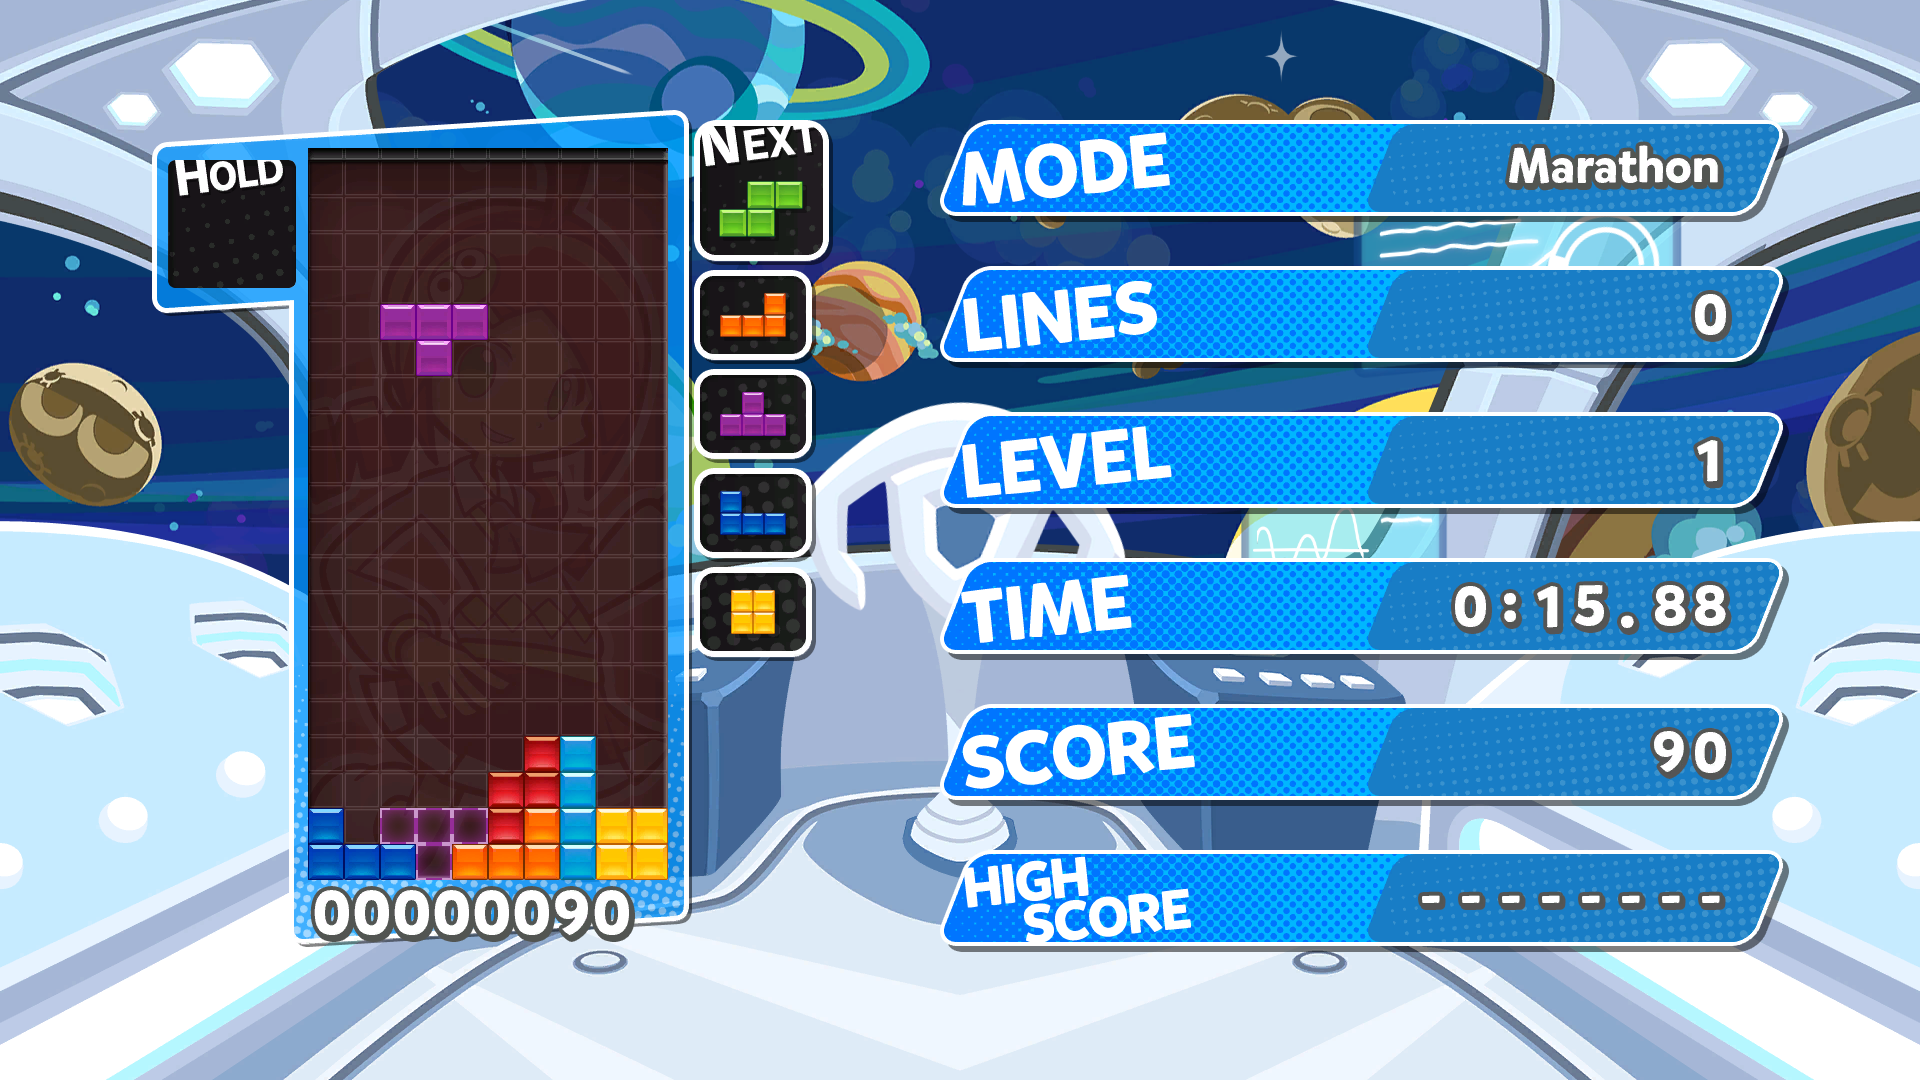 HOLD
NEXT
00000090
MODE Marathon
LINES 0
LEVEL 1
TIME 0:15.88
SCORE 90
HIGH
SCORE --------